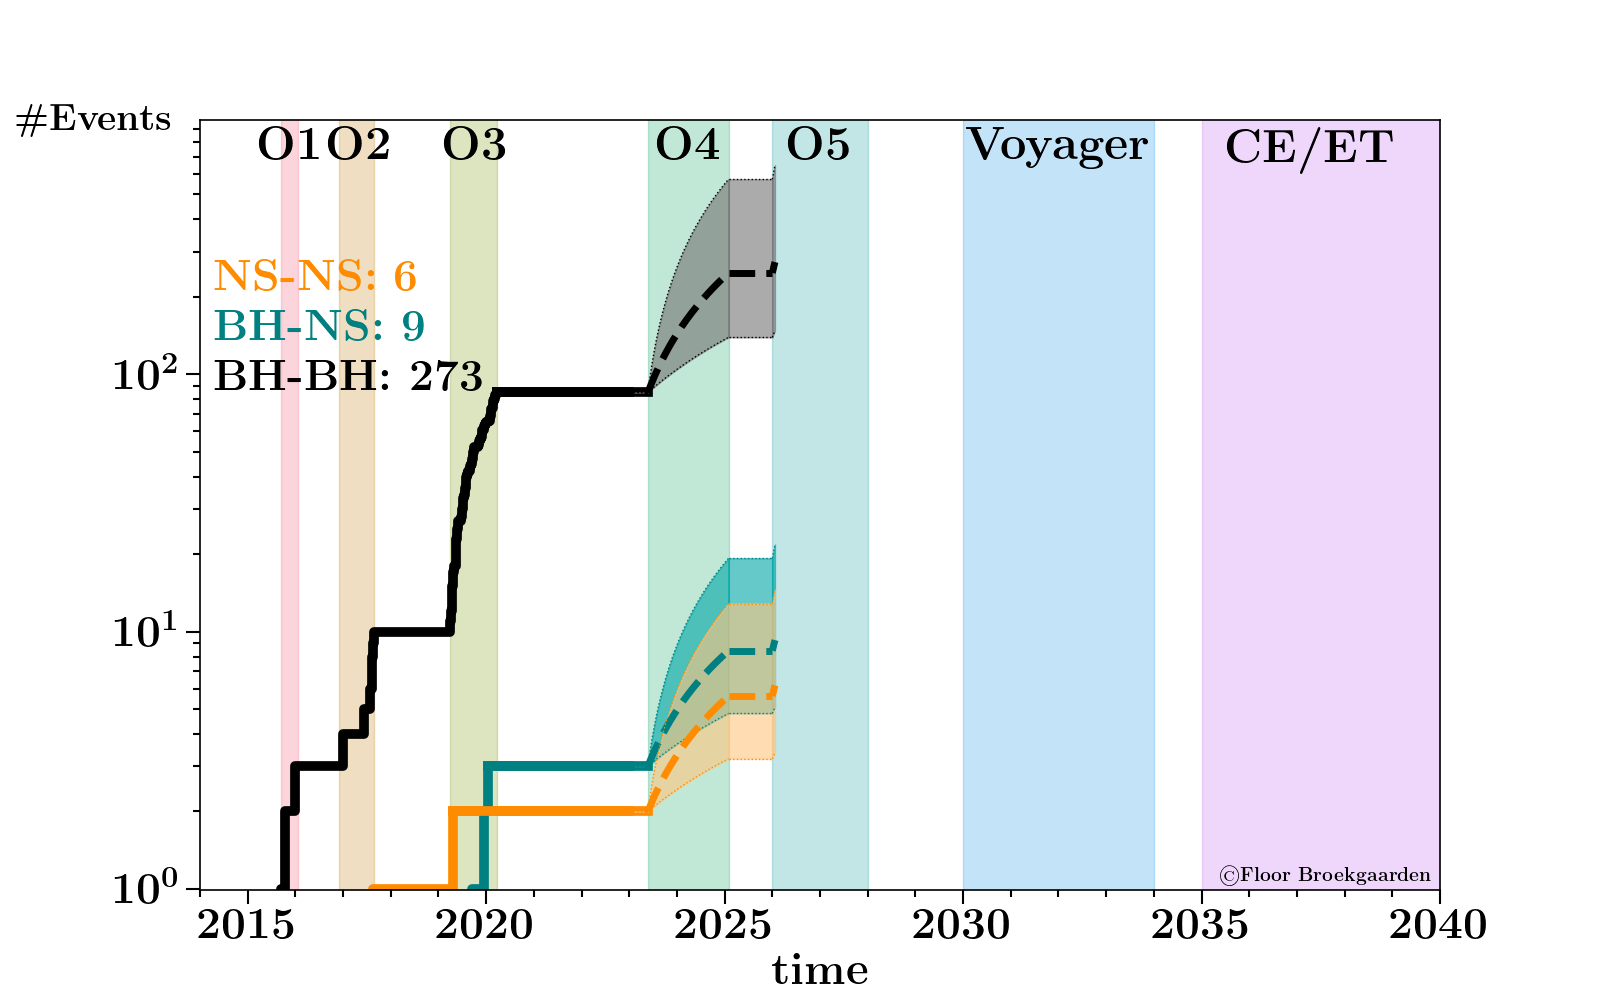 #Events
O1 O2 O3 O4 O5 Voyager CE/ET
NS-NS: 6
BH-NS: 9
BH-BH: 273
10²
10¹
10⁰
©Floor Broekgaarden
2015 2020 2025 2030 2035 2040
time